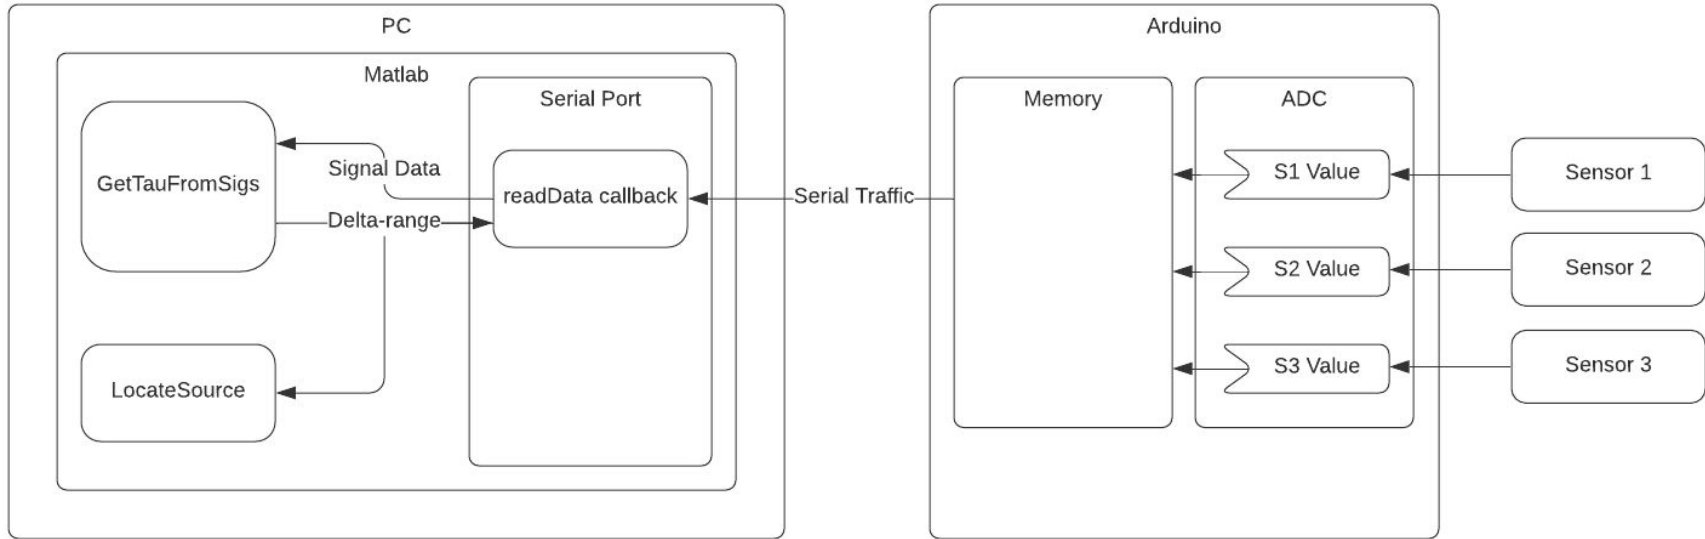 PC
Matlab
Serial Port
GetTauFromSigs
Signal Data
readData callback
Delta-range
LocateSource
Serial Traffic
Arduino
Memory
ADC
S1 Value
S2 Value
S3 Value
Sensor 1
Sensor 2
Sensor 3